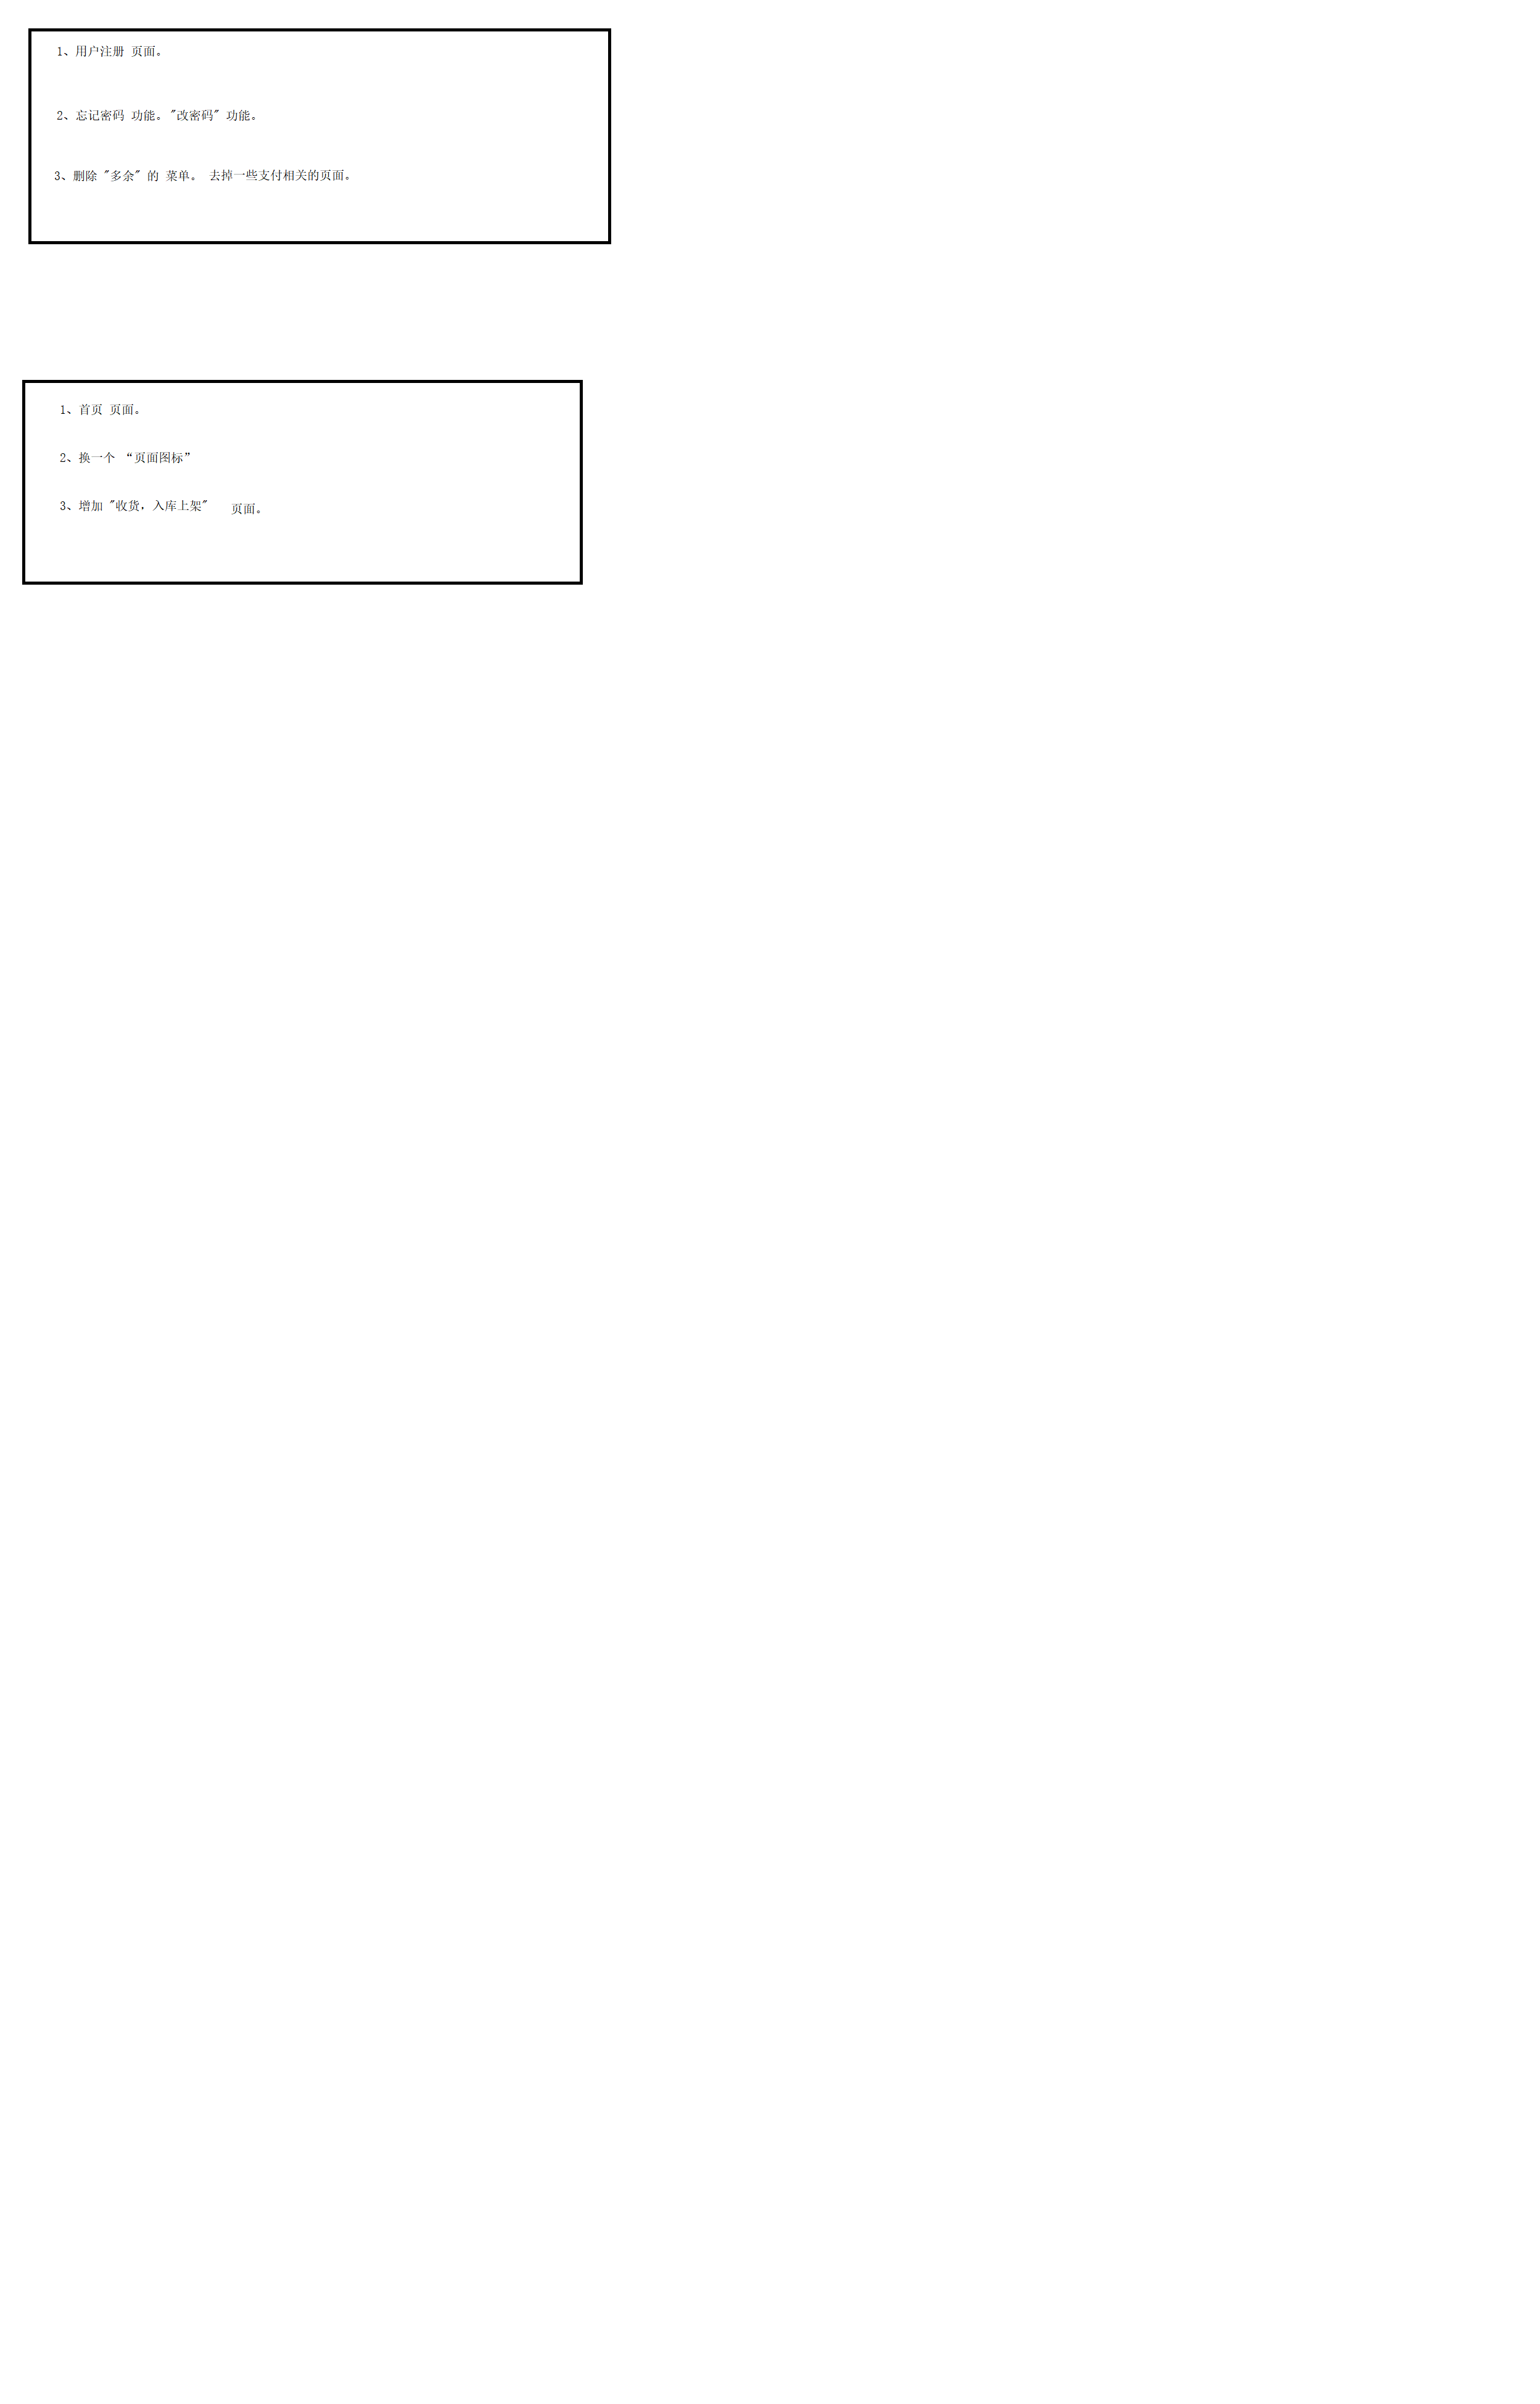 1、用户注册 页面。
2、忘记密码 功能。"改密码" 功能。
3、删除 "多余" 的 菜单。 去掉一些支付相关的页面。
1、首页 页面。
2、换一个 “页面图标”
3、增加 "收货，入库上架" 页面。